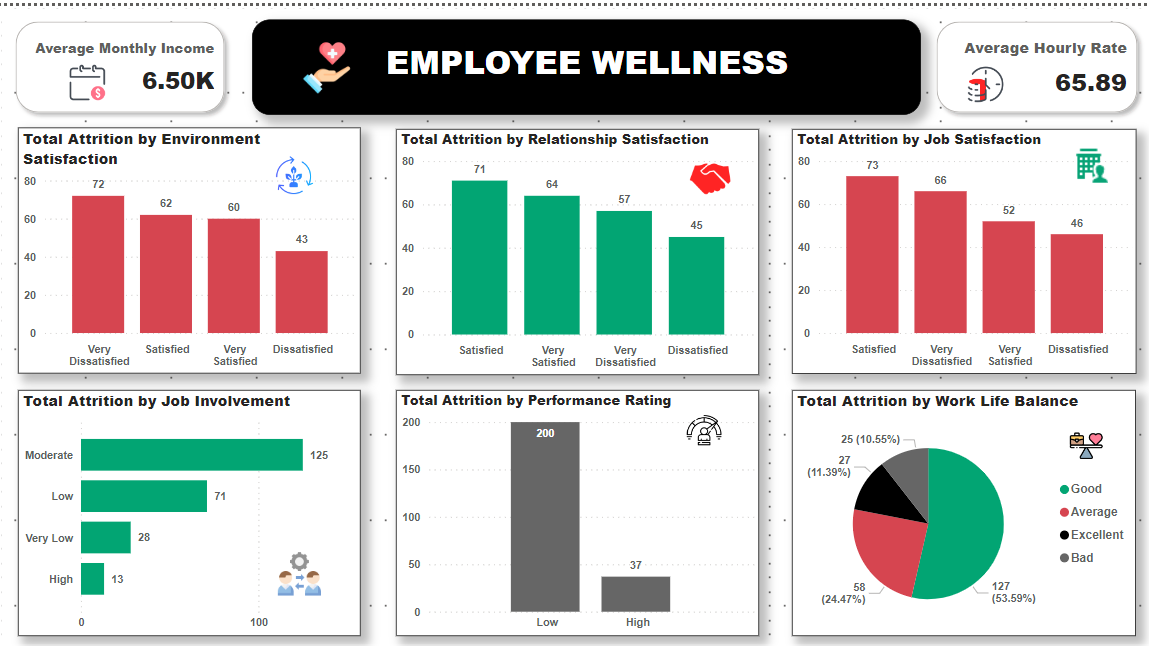 Average Monthly Income
6.50K
EMPLOYEE WELLNESS
Average Hourly Rate
65.89
Total Attrition by Environment
Satisfaction
80
60
40
20
0
72
62
60
43
Very
Dissatisfied
Satisfied
Very
Satisfied
Dissatisfied
Total Attrition by Relationship Satisfaction
80
60
40
20
0
71
64
57
45
Satisfied
Very
Satisfied
Very
Dissatisfied
Dissatisfied
Total Attrition by Job Satisfaction
80
60
40
20
0
73
66
52
46
Satisfied
Very
Dissatisfied
Very
Satisfied
Dissatisfied
Total Attrition by Job Involvement
Moderate
125
Low
71
Very Low
28
High
13
0
100
Total Attrition by Performance Rating
200
150
100
50
0
200
37
Low
High
Total Attrition by Work Life Balance
25 (10.55%)
27
(11.39%)
58
(24.47%)
127
(53.59%)
Good
Average
Excellent
Bad